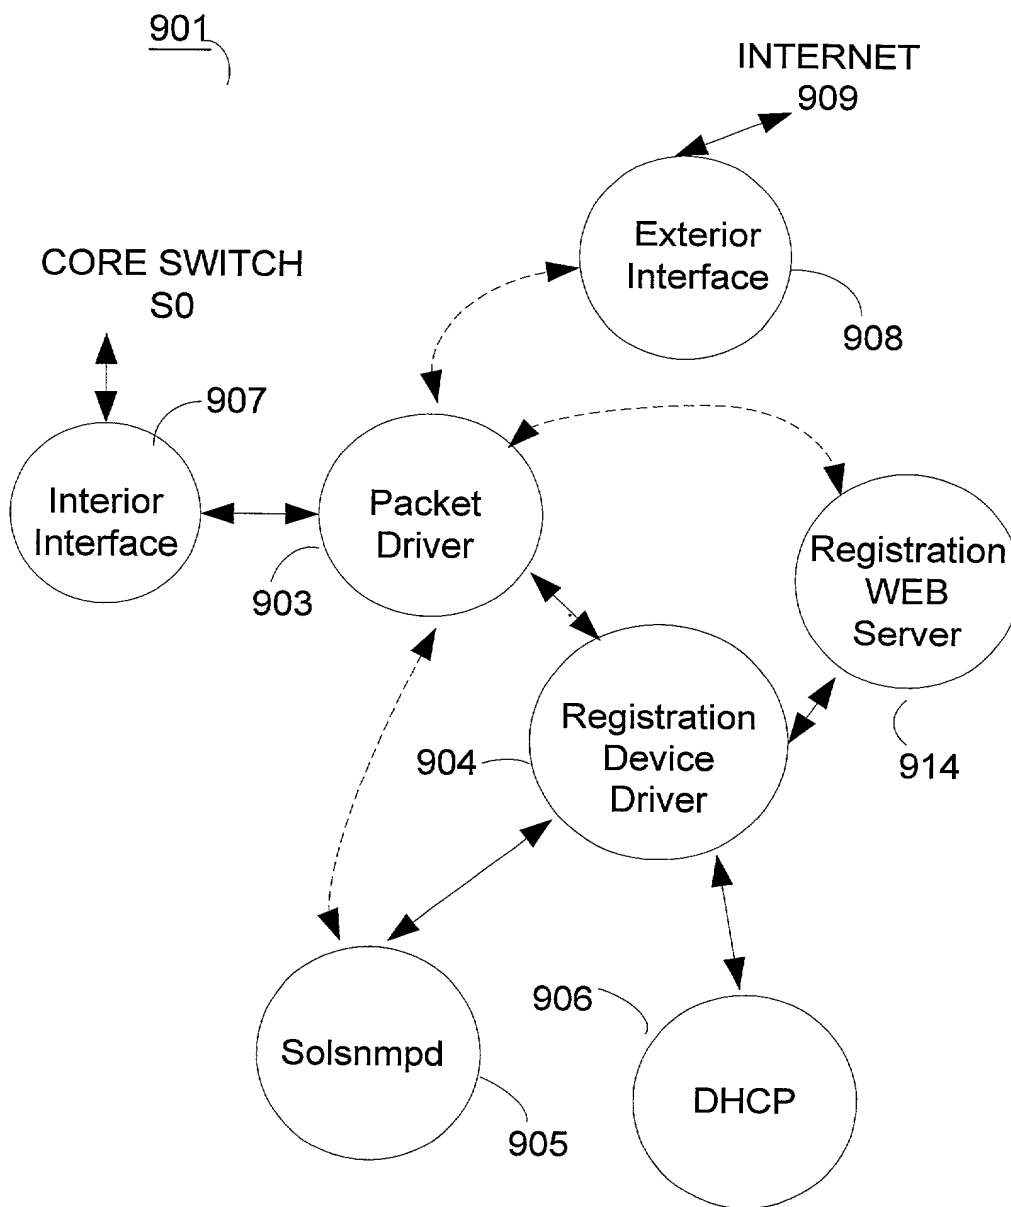 901
INTERNET
909
Exterior
Interface
908
CORE SWITCH
S0
907
Interior
Interface
Packet
Driver
903
Registration
WEB
Server
914
Registration
Device
Driver
904
Solsnmpd
905
906
DHCP